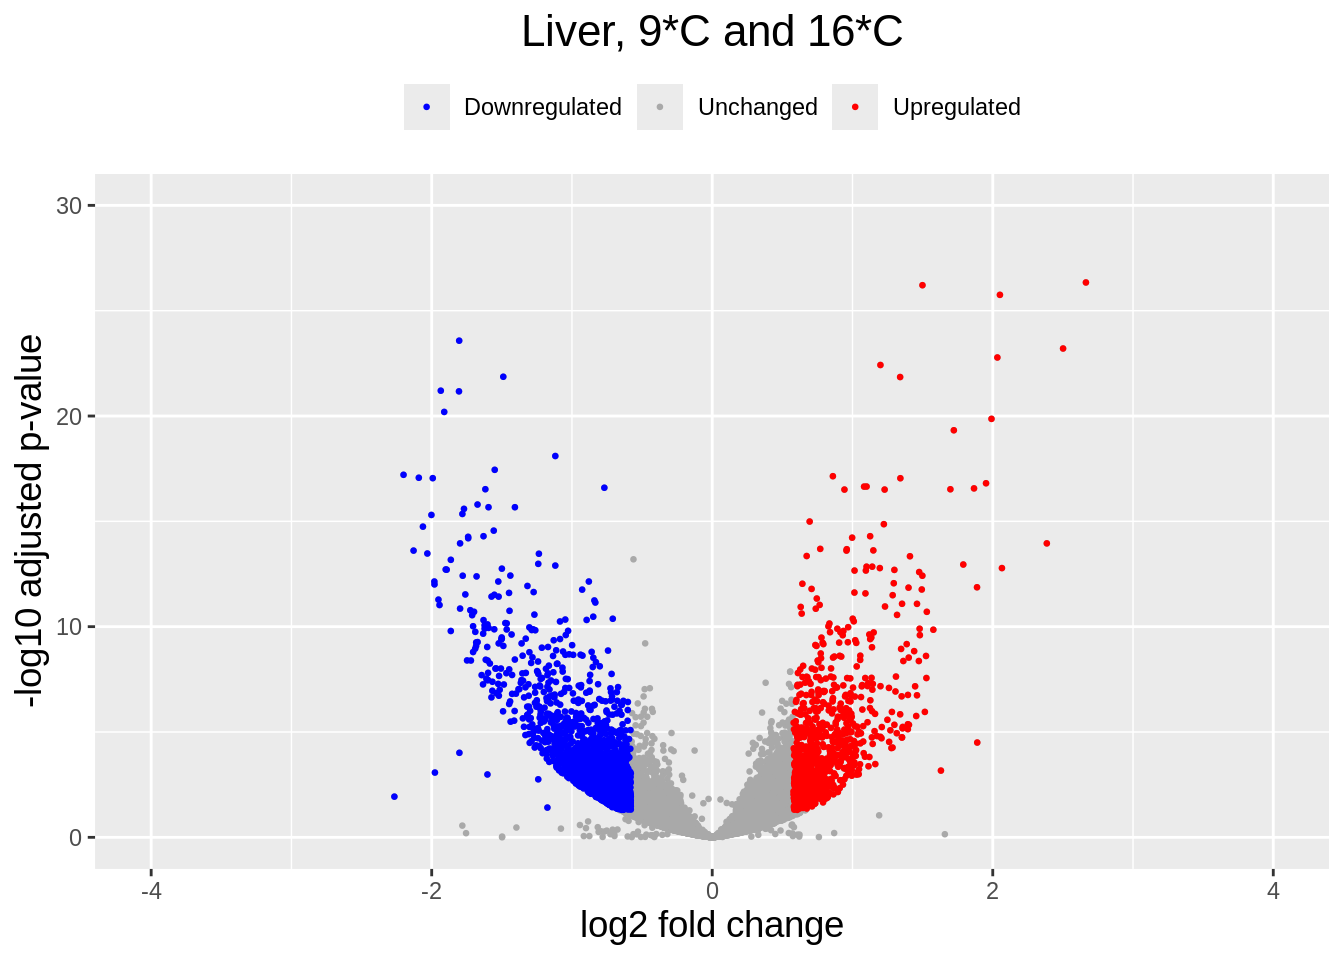 Liver, 9*C and 16*C
Downregulated Unchanged Upregulated
30
20
10
0
-log10 adjusted p-value
-4 -2 0 2 4
log2 fold change